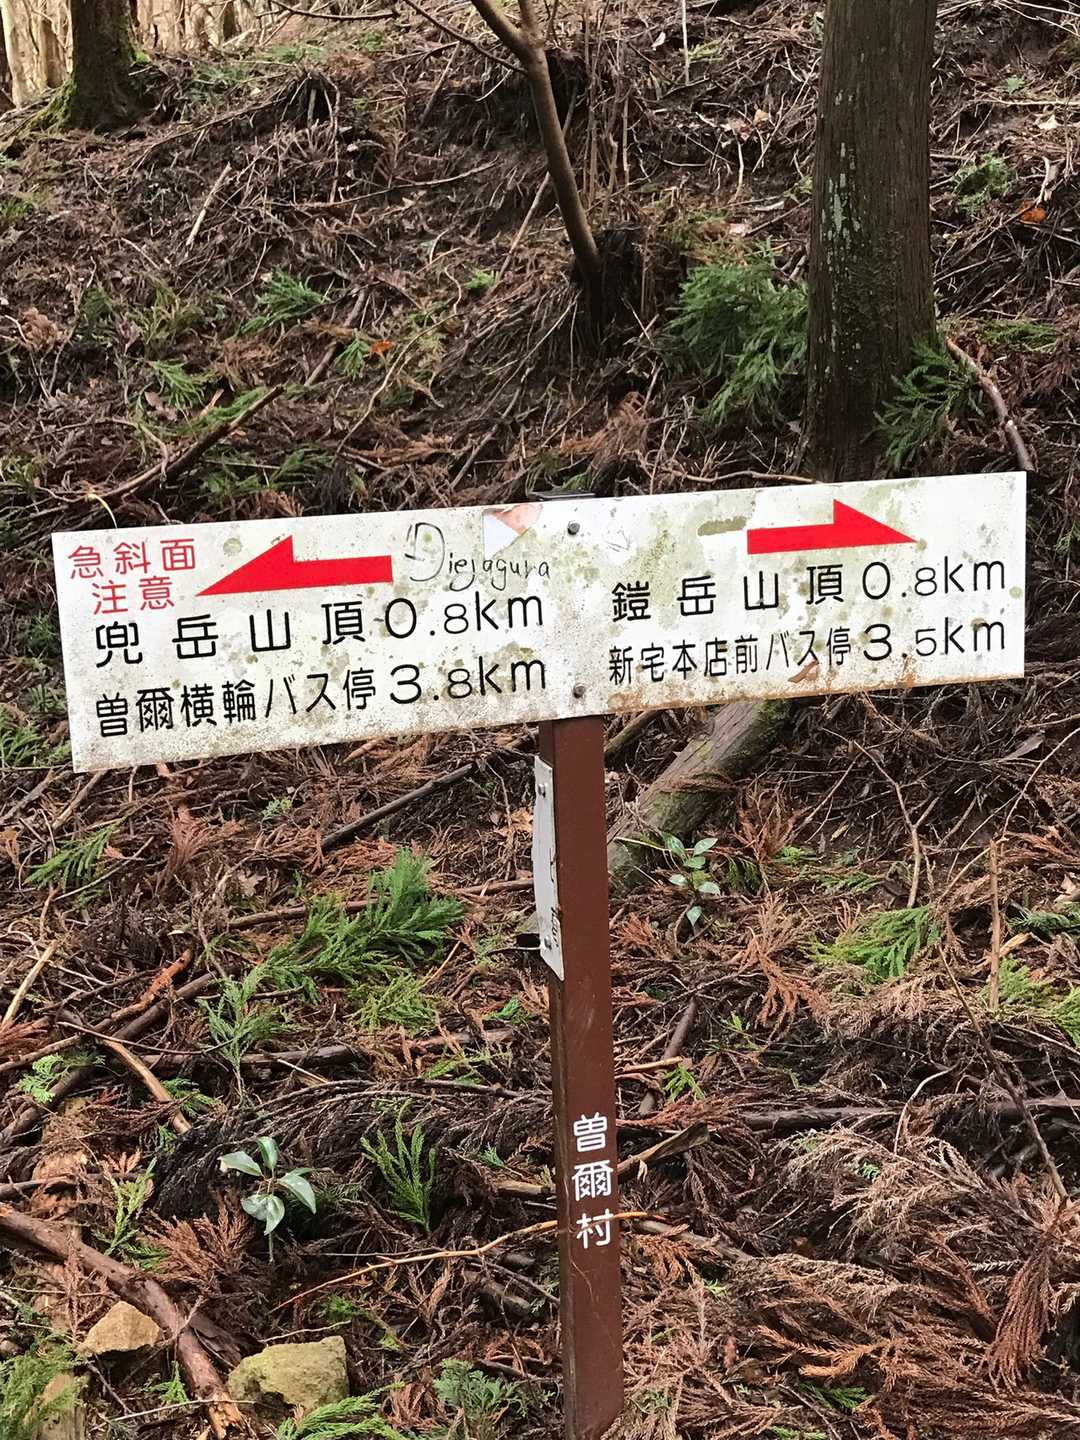 急斜面
注意
兜岳山頂0.8km
曽爾横輪バス停3.8km
Diejagura
鎧岳山頂0.8km
新宅本店前バス停3.5km
曽爾村